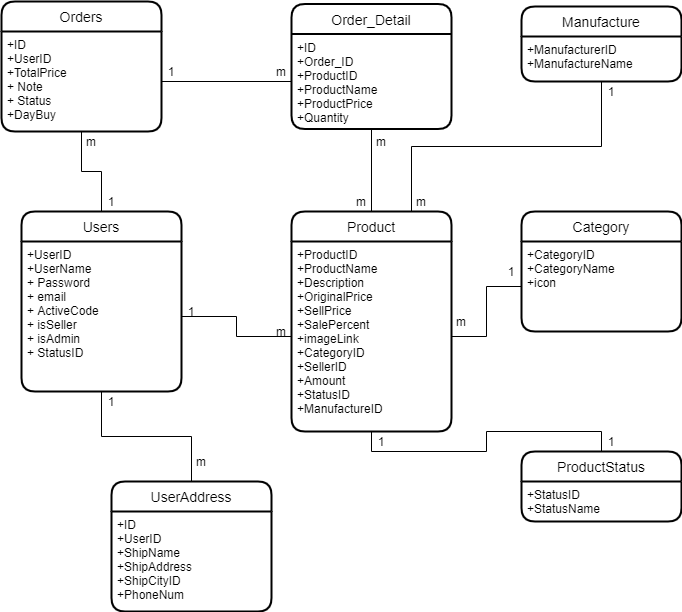 Orders
+ID
+UserID
+TotalPrice
+ Note
+ Status
+DayBuy
1
m
Order_Detail
+ID
+Order_ID
+ProductID
+ProductName
+ProductPrice
+Quantity
Manufacture
+ManufacturerID
+ManufactureName
1
m
m
1
m
m
Users
+UserID
+UserName
+ Password
+ email
+ ActiveCode
+ isSeller
+ isAdmin
+ StatusID
1
m
Product
+ProductID
+ProductName
+Description
+OriginalPrice
+SellPrice
+SalePercent
+imageLink
+CategoryID
+SellerID
+Amount
+StatusID
+ManufactureID
1
m
Category
+CategoryID
+CategoryName
+icon
1
m
1
1
UserAddress
+ID
+UserID
+ShipName
+ShipAddress
+ShipCityID
+PhoneNum
ProductStatus
+StatusID
+StatusName